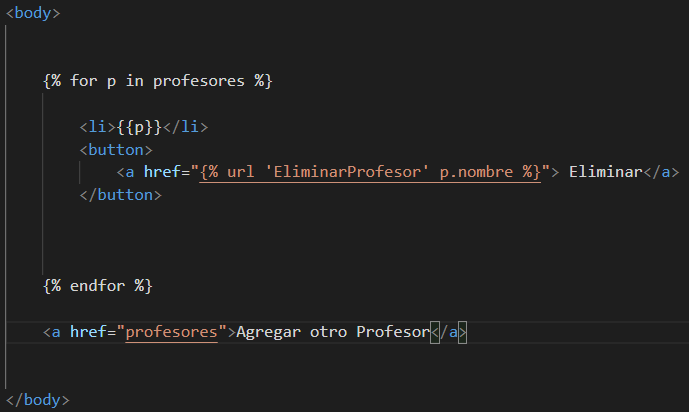 <body>
{% for p in profesores %}
<li>{{p}}</li>
<button>
<a href="{% url 'EliminarProfesor' p.nombre %}"> Eliminar</a>
</button>
{% endfor %}
<a href="profesores">Agregar otro Profesor</a>
</body>